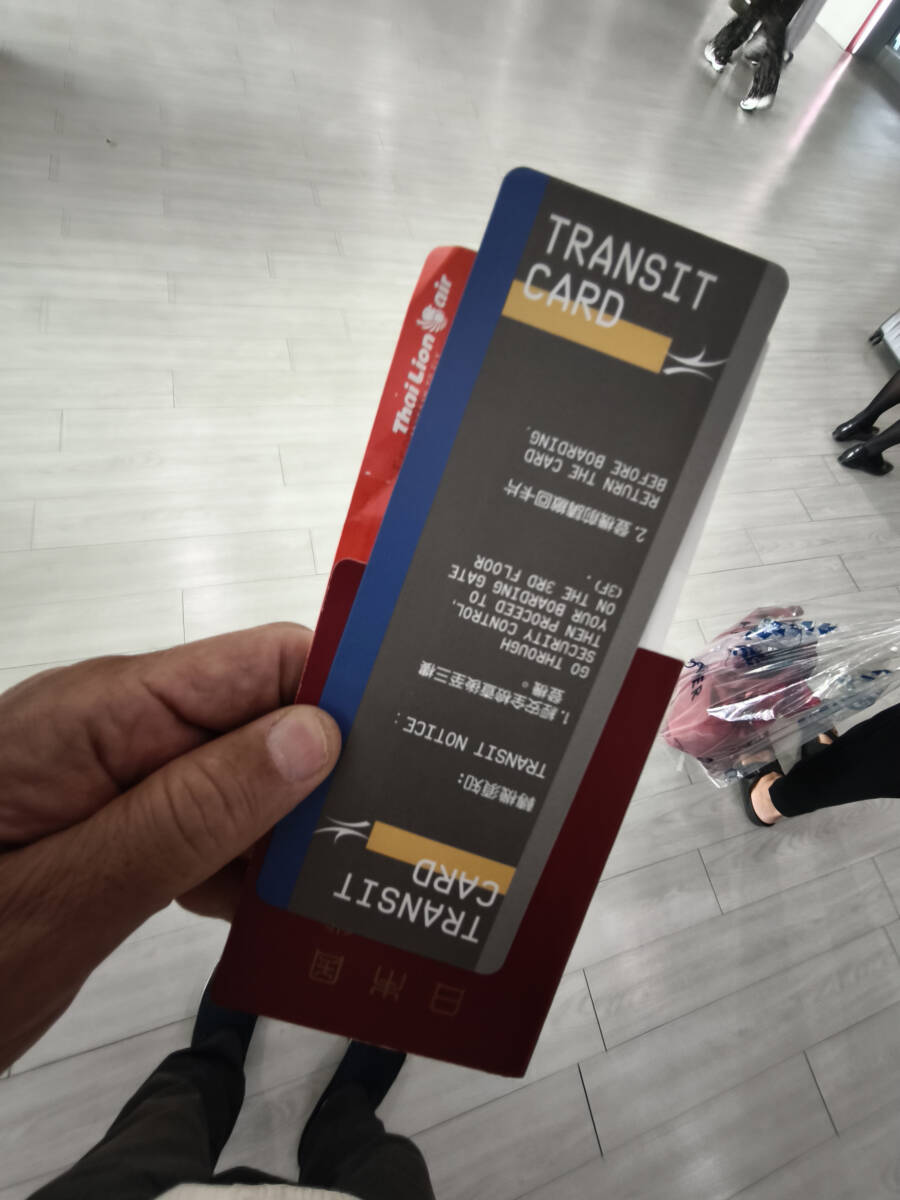 TRANSIT
CARD
Thai Lion air
TRANSIT
CARD
轉機須知:
TRANSIT NOTICE:
1. 經安全檢查後至三樓
登機。
GO THROUGH
SECURITY CONTROL,
THEN PROCEED TO
YOUR BOARDING GATE
ON THE 3RD FLOOR
(3F).
2. 登機前請繳回卡片
RETURN THE CARD
BEFORE BOARDING.
日本国